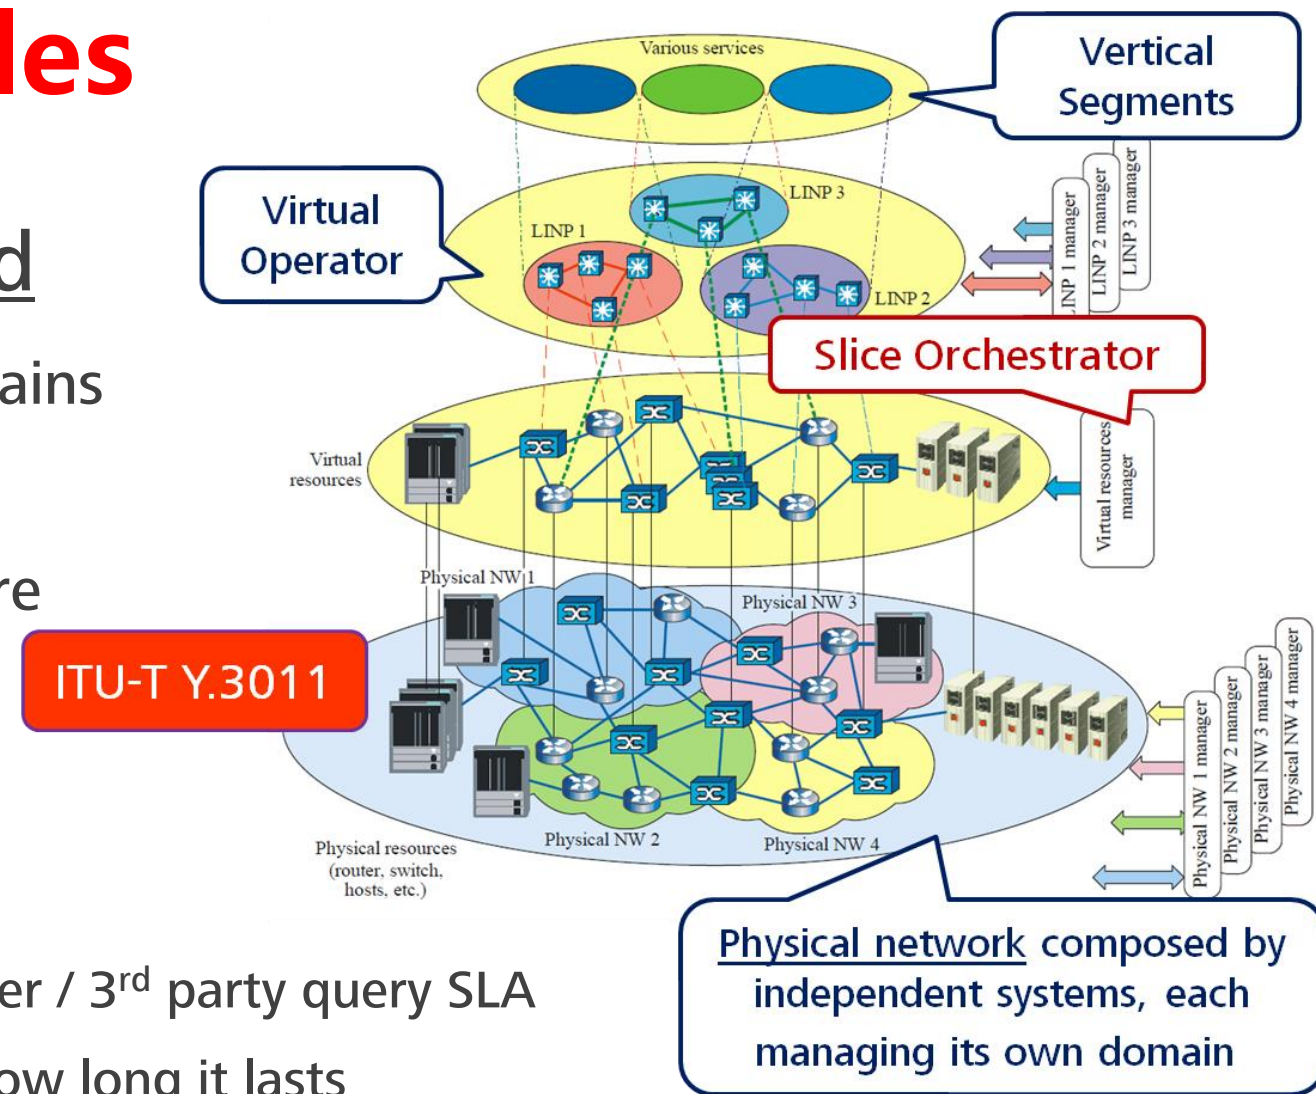 les
Various services
Vertical
Segments
Virtual
Operator
LINP 3
LINP 1
LINP 2
LINP 1 manager
LINP 2 manager
LINP 3 manager
d
Slice Orchestrator
ains
Virtual
resources
Virtual resources
manager
re
Physical NW 1
Physical NW 3
ITU-T Y.3011
Physical NW 1 manager
Physical NW 2 manager
Physical NW 3 manager
Physical NW 4 manager
Physical NW 2
Physical NW 4
Physical resources
(router, switch,
hosts, etc.)
Physical network composed by
independent systems, each
managing its own domain
er / 3rd party query SLA
ow long it lasts